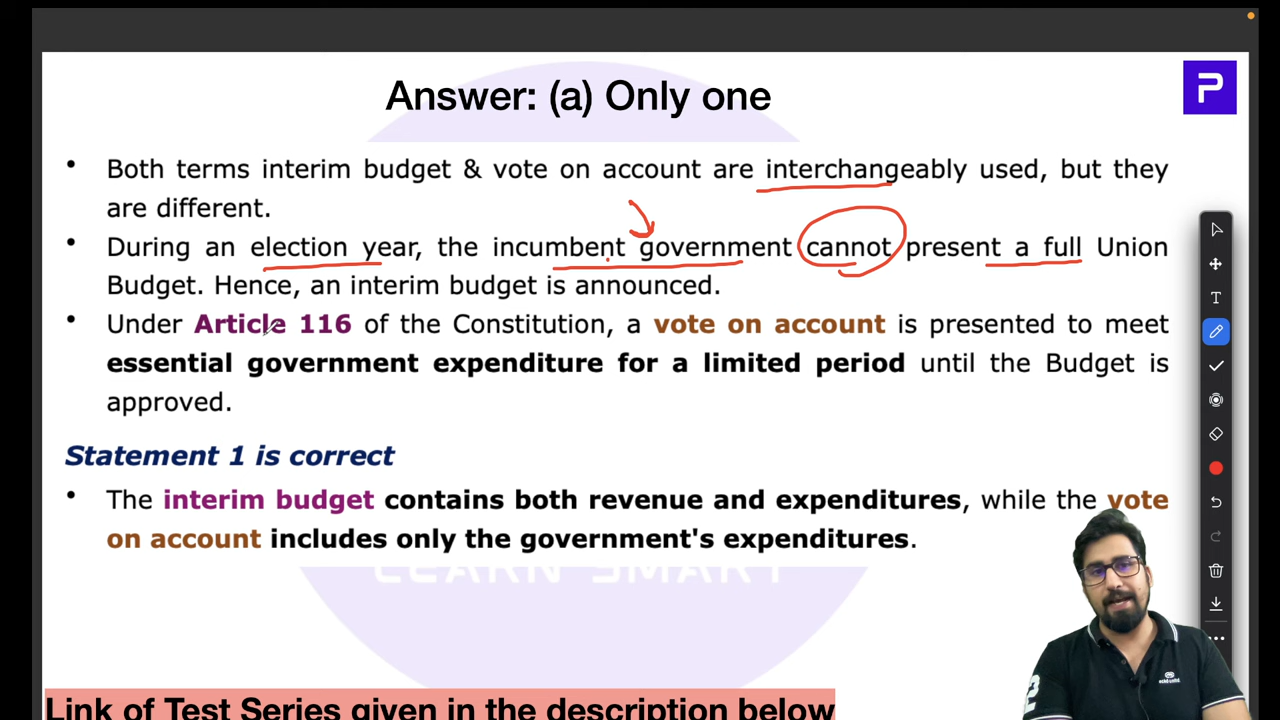 Answer: (a) Only one
P
• Both terms interim budget & vote on account are interchangeably used, but they
are different.
• During an election year, the incumbent government cannot present a full Union
Budget. Hence, an interim budget is announced.
• Under Article 116 of the Constitution, a vote on account is presented to meet
essential government expenditure for a limited period until the Budget is
approved.
Statement 1 is correct
• The interim budget contains both revenue and expenditures, while the vote
on account includes only the government's expenditures.
LEARN SMART
T
Link of Test Series given in the description below